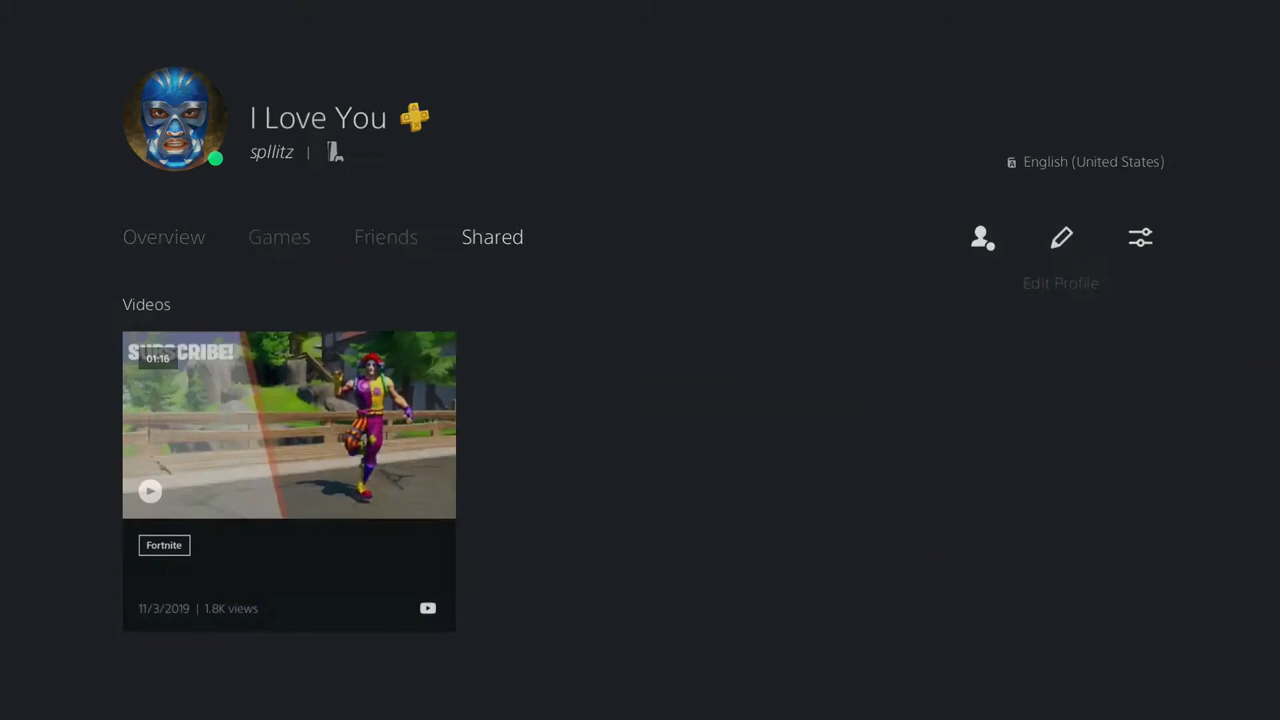 I Love You
spllitz |
English (United States)
Overview Games Friends Shared
Edit Profile
Videos
SUBSCRIBE!
01:16
Fortnite
11/3/2019 | 1.8K views